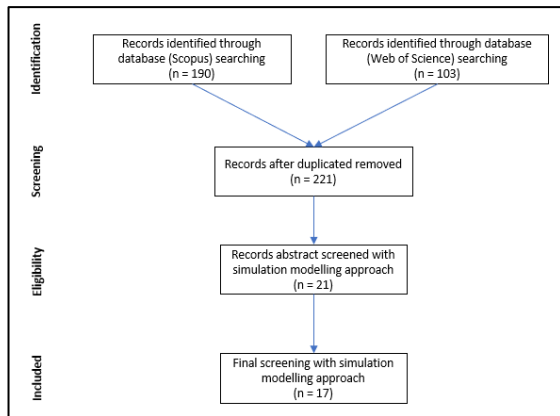 Identification
Records identified through
database (Scopus) searching
(n = 190)
Records identified through database
(Web of Science) searching
(n = 103)
Screening
Records after duplicated removed
(n = 221)
Eligibility
Records abstract screened with
simulation modelling approach
(n = 21)
Included
Final screening with simulation
modelling approach
(n = 17)